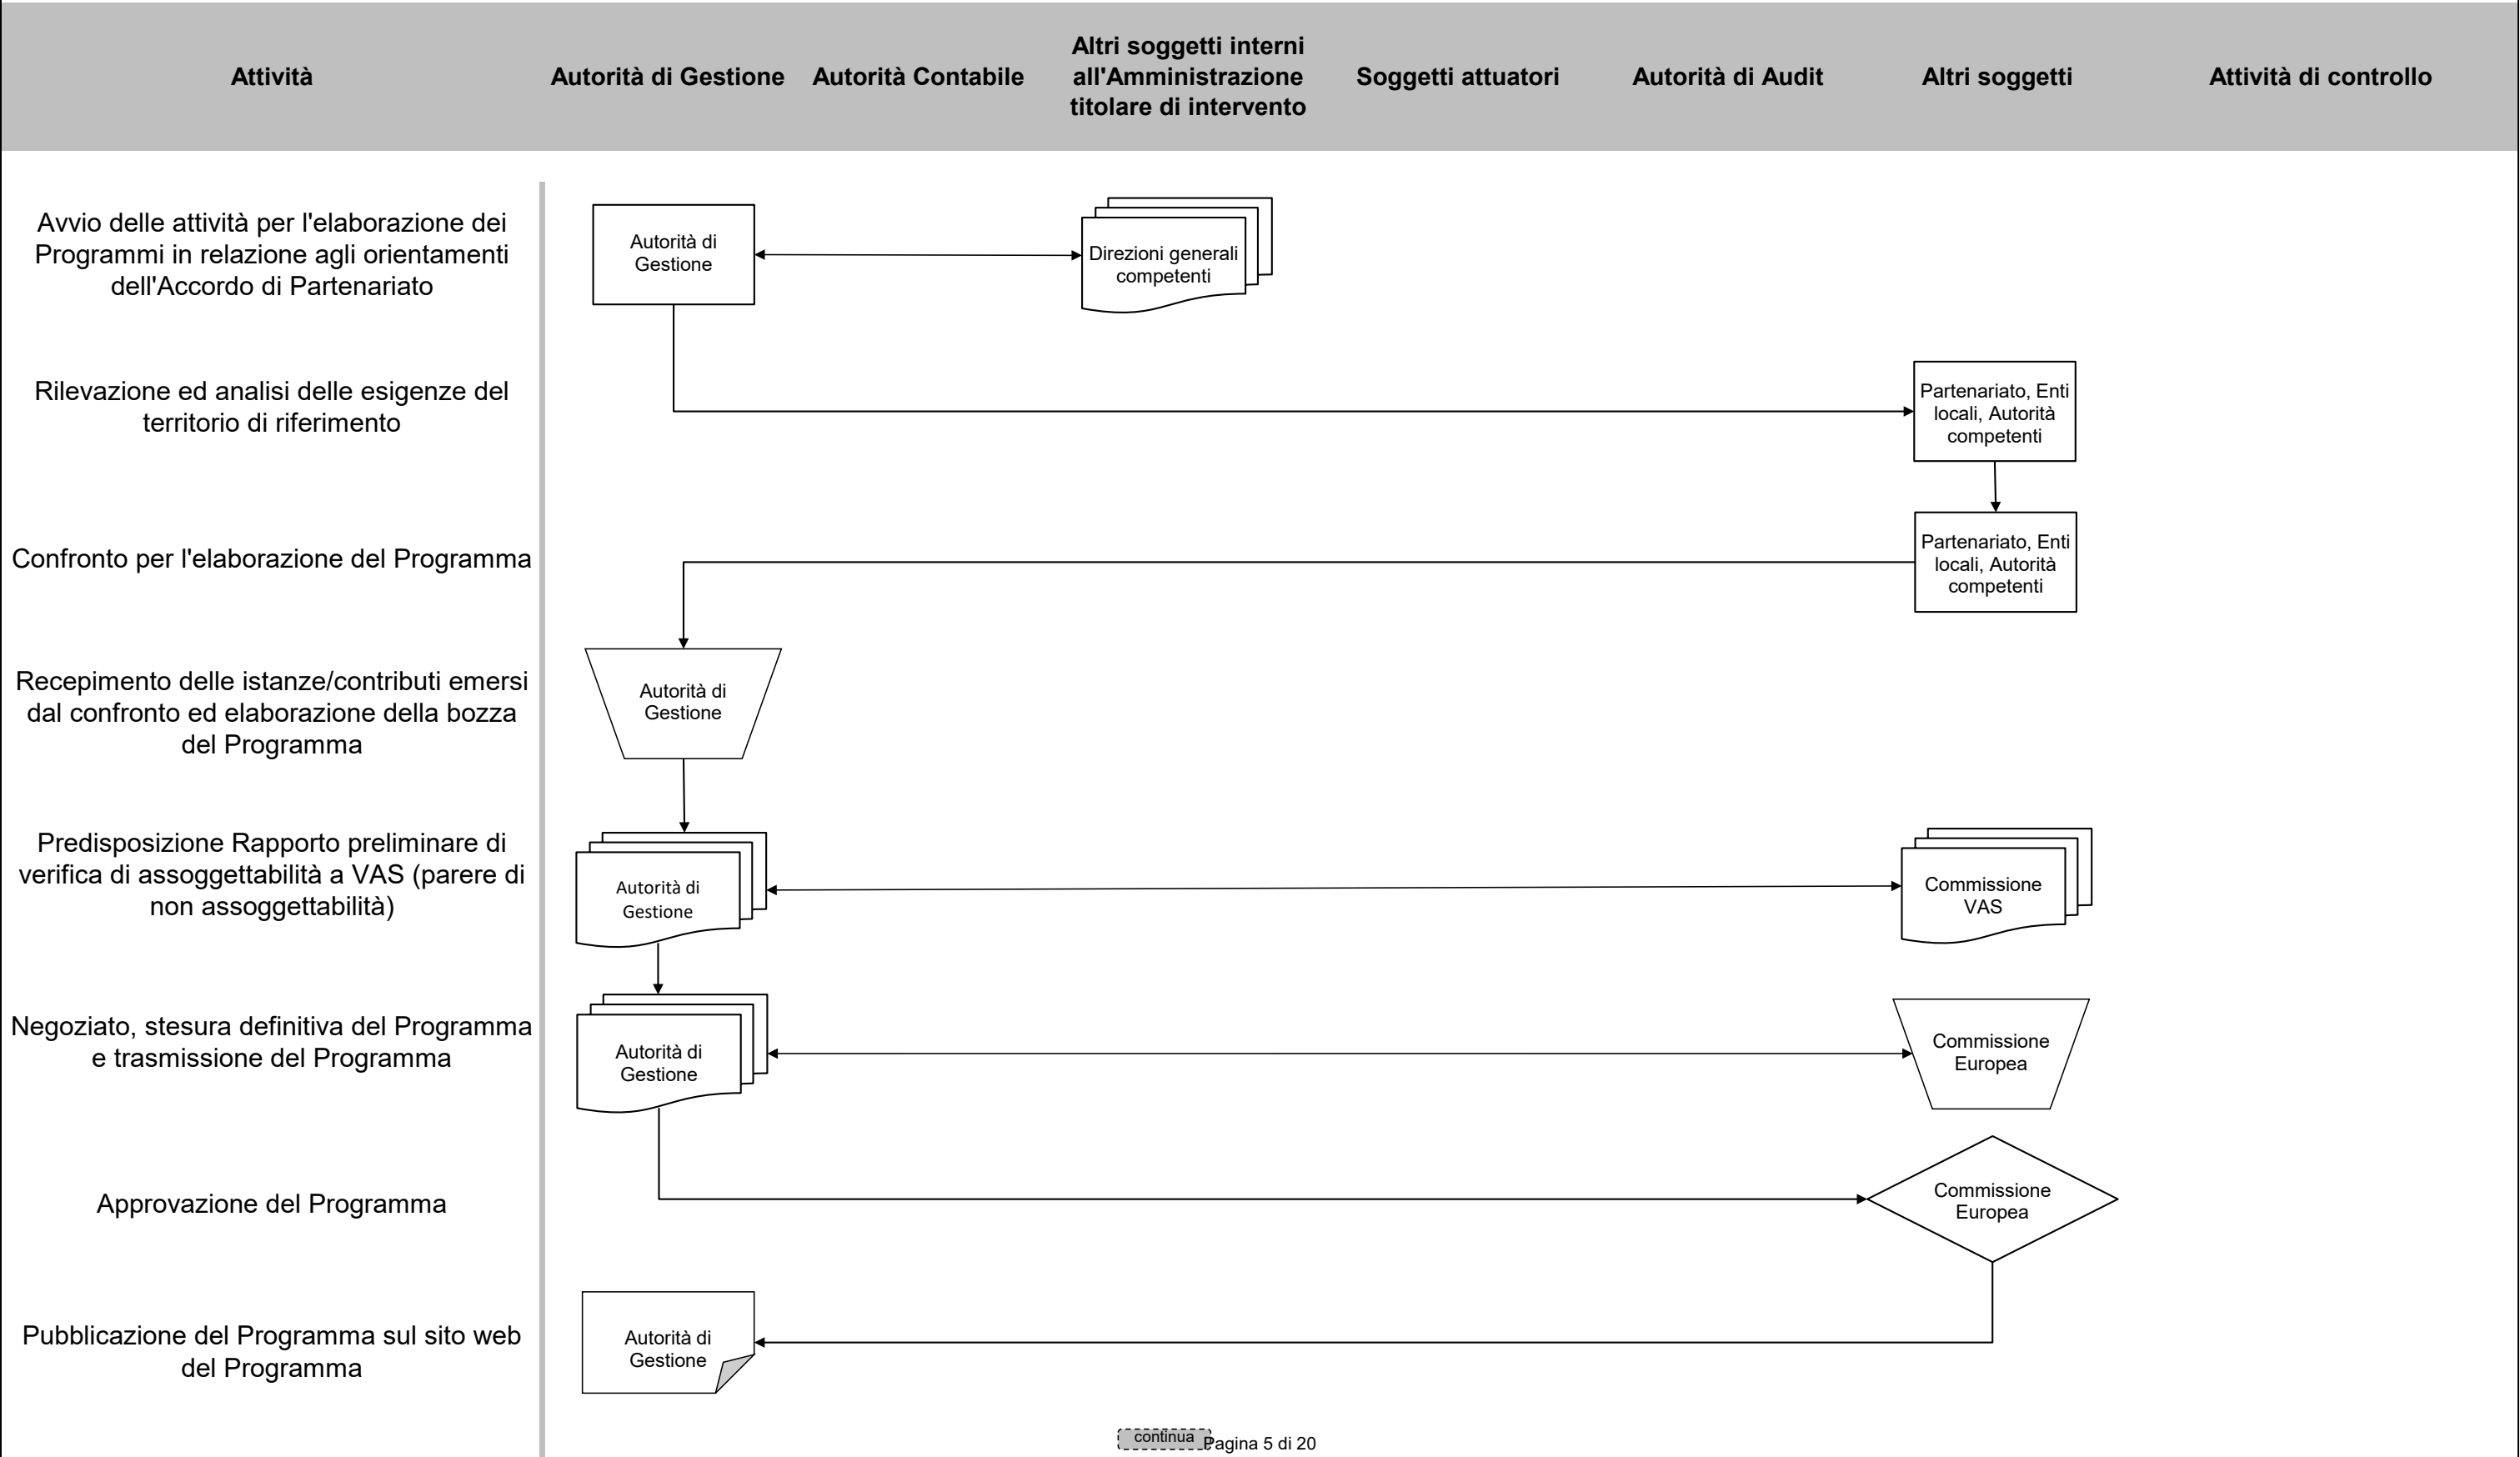 Attività
Autorità di Gestione
Autorità Contabile
Altri soggetti interni
all'Amministrazione
titolare di intervento
Soggetti attuatori
Autorità di Audit
Altri soggetti
Attività di controllo
Avvio delle attività per l'elaborazione dei
Programmi in relazione agli orientamenti
dell'Accordo di Partenariato
Autorità di
Gestione
Direzioni generali
competenti
Rilevazione ed analisi delle esigenze del
territorio di riferimento
Partenariato, Enti
locali, Autorità
competenti
Confronto per l'elaborazione del Programma
Partenariato, Enti
locali, Autorità
competenti
Recepimento delle istanze/contributi emersi
dal confronto ed elaborazione della bozza
del Programma
Autorità di
Gestione
Predisposizione Rapporto preliminare di
verifica di assoggettabilità a VAS (parere di
non assoggettabilità)
Autorità di
Gestione
Commissione
VAS
Negoziato, stesura definitiva del Programma
e trasmissione del Programma
Autorità di
Gestione
Commissione
Europea
Approvazione del Programma
Commissione
Europea
Pubblicazione del Programma sul sito web
del Programma
Autorità di
Gestione
continua
Pagina 5 di 20